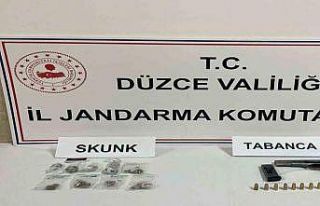 T.C.
DÜZCE VALİLİĞ
İL JANDARMA KOMUTA
SKUNK
TABANCA